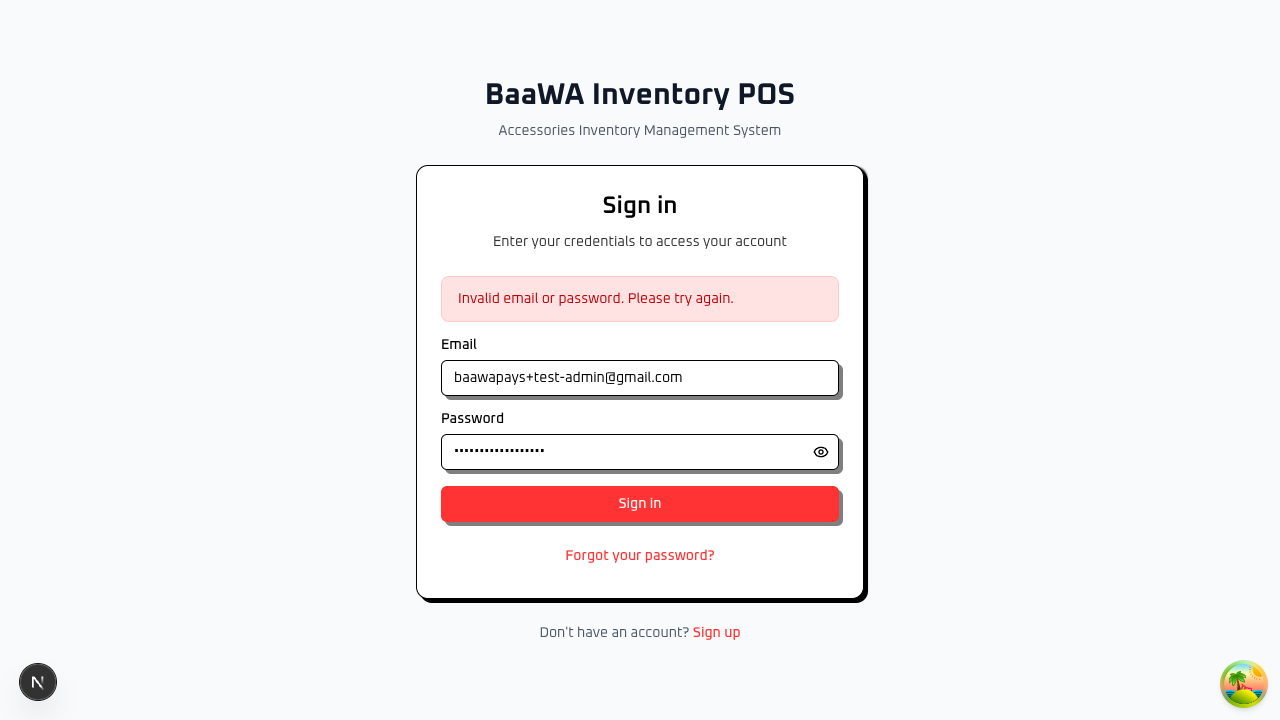 BaaWA Inventory POS
Accessories Inventory Management System
Sign in
Enter your credentials to access your account
Invalid email or password. Please try again.
Email
baawapays+test-admin@gmail.com
Password
••••••••••••••••••
Sign in
Forgot your password?
Don't have an account? Sign up
N